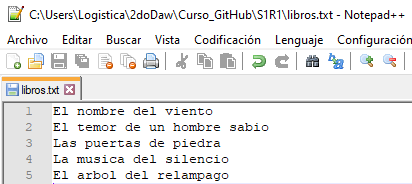 C:\Users\Logistica\2doDaw\Curso_GitHub\S1R1\libros.txt - Notepad++
Archivo Editar Buscar Vista Codificación Lenguaje Configuración
libros.txt
1 El nombre del viento
2 El temor de un hombre sabio
3 Las puertas de piedra
4 La musica del silencio
5 El arbol del relampago